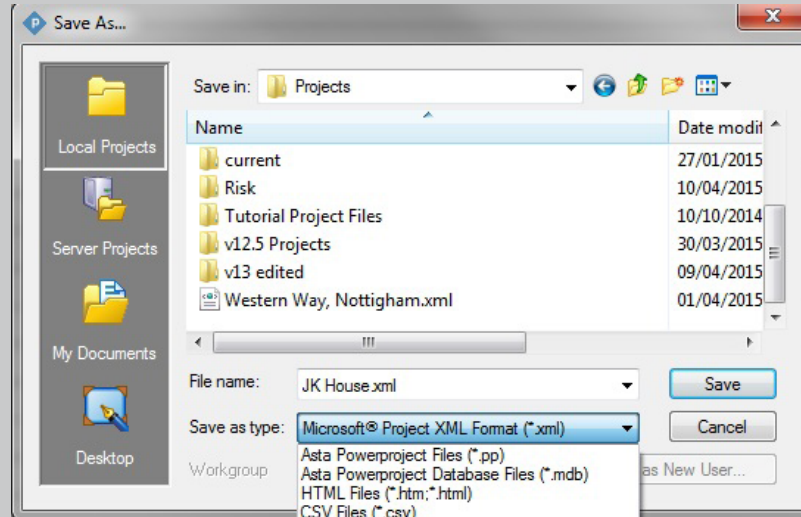 Save As...
Save in: Projects
Name Date modif
Local Projects
current 27/01/2015
Risk 10/04/2015
Tutorial Project Files 10/10/2014
Server Projects
v12.5 Projects 30/03/2015
v13 edited 09/04/2015
Western Way, Nottigham.xml 01/04/2015
My Documents
File name: JK House.xml Save
Save as type: Microsoft® Project XML Format (*.xml) Cancel
Desktop
Asta Powerproject Files (*.pp)
Workgroup as New User...
Asta Powerproject Database Files (*.mdb)
HTML Files (*.htm;*.html)
CSV Files (*.csv)